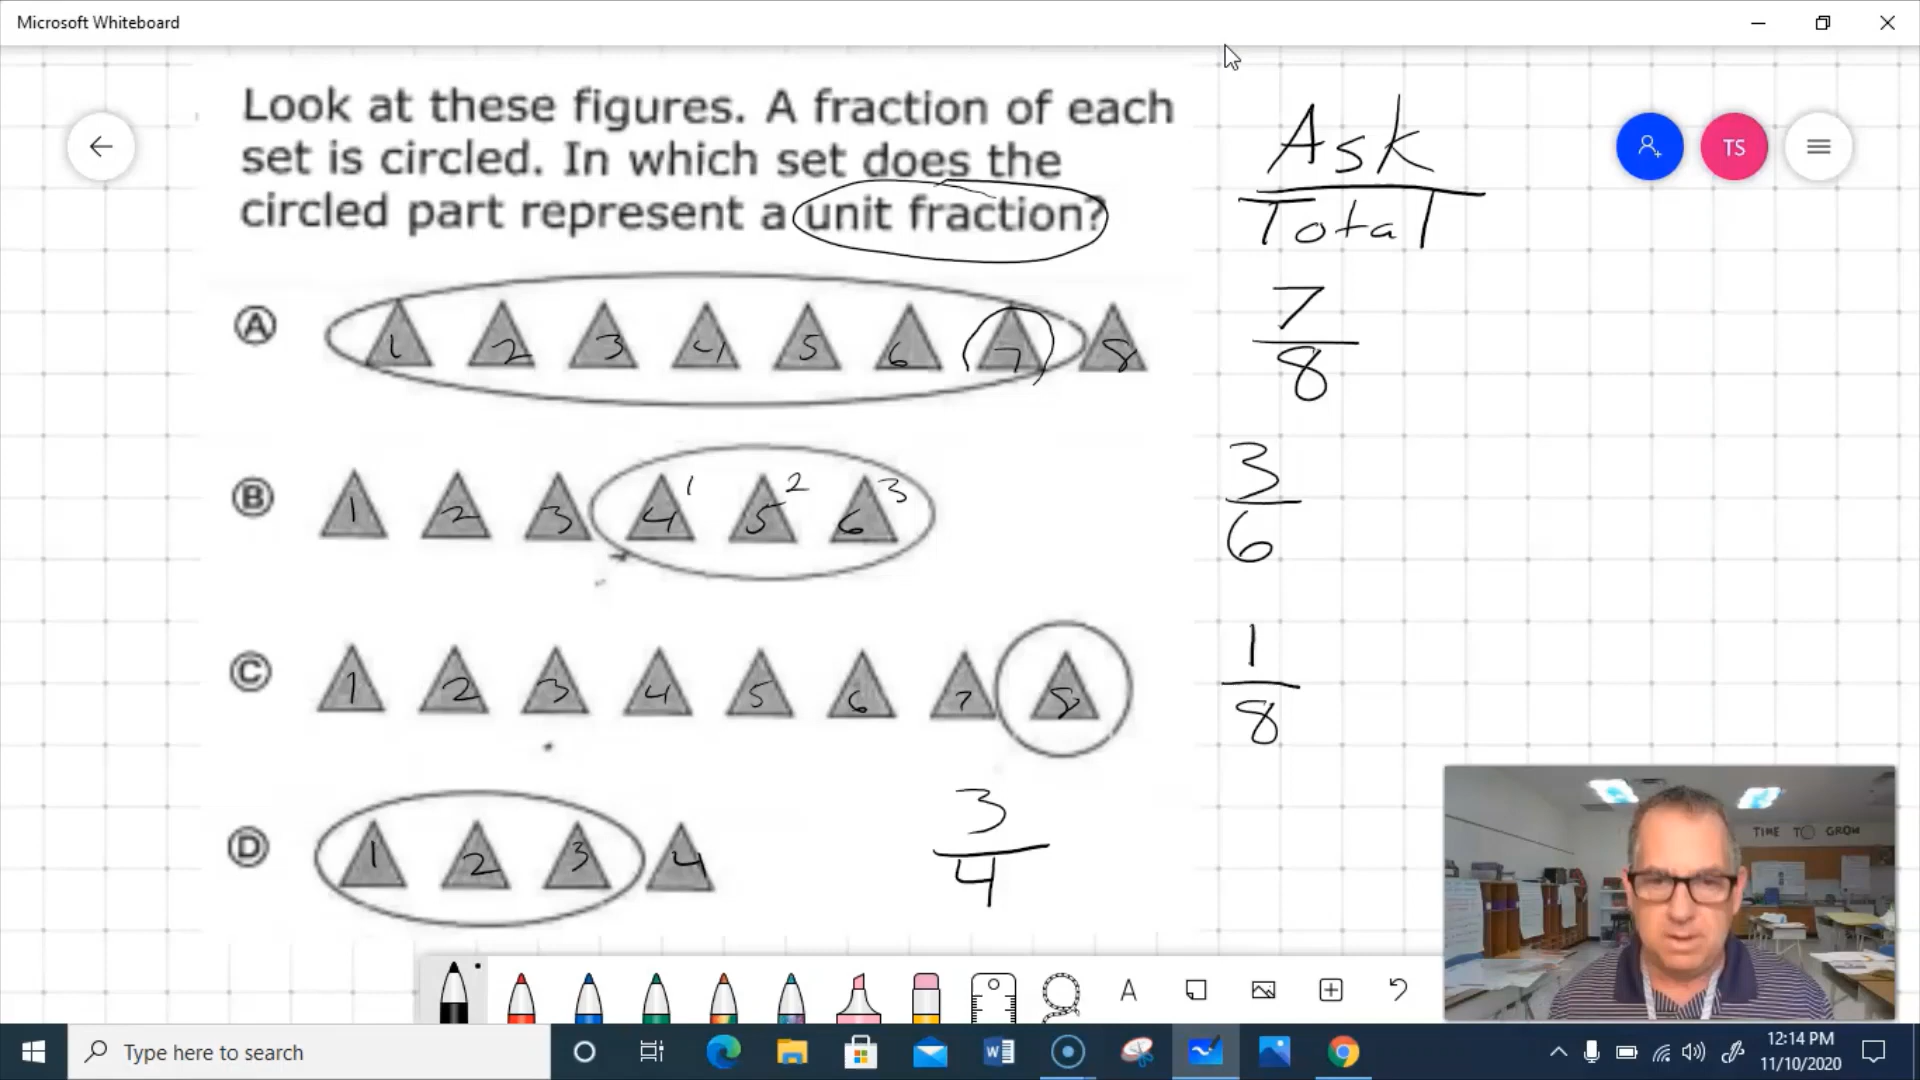 Microsoft Whiteboard
Look at these figures. A fraction of each
set is circled. In which set does the
circled part represent a unit fraction?
Ask
Total
TS
A 1 2 3 4 5 6 7 8
7
8
B 1 2 3 4 1 5 2 6 3
3
6
C 1 2 3 4 5 6 7 8
1
8
D 1 2 3 4
3
4
TIME TO GROW
A
Type here to search
12:14 PM
11/10/2020